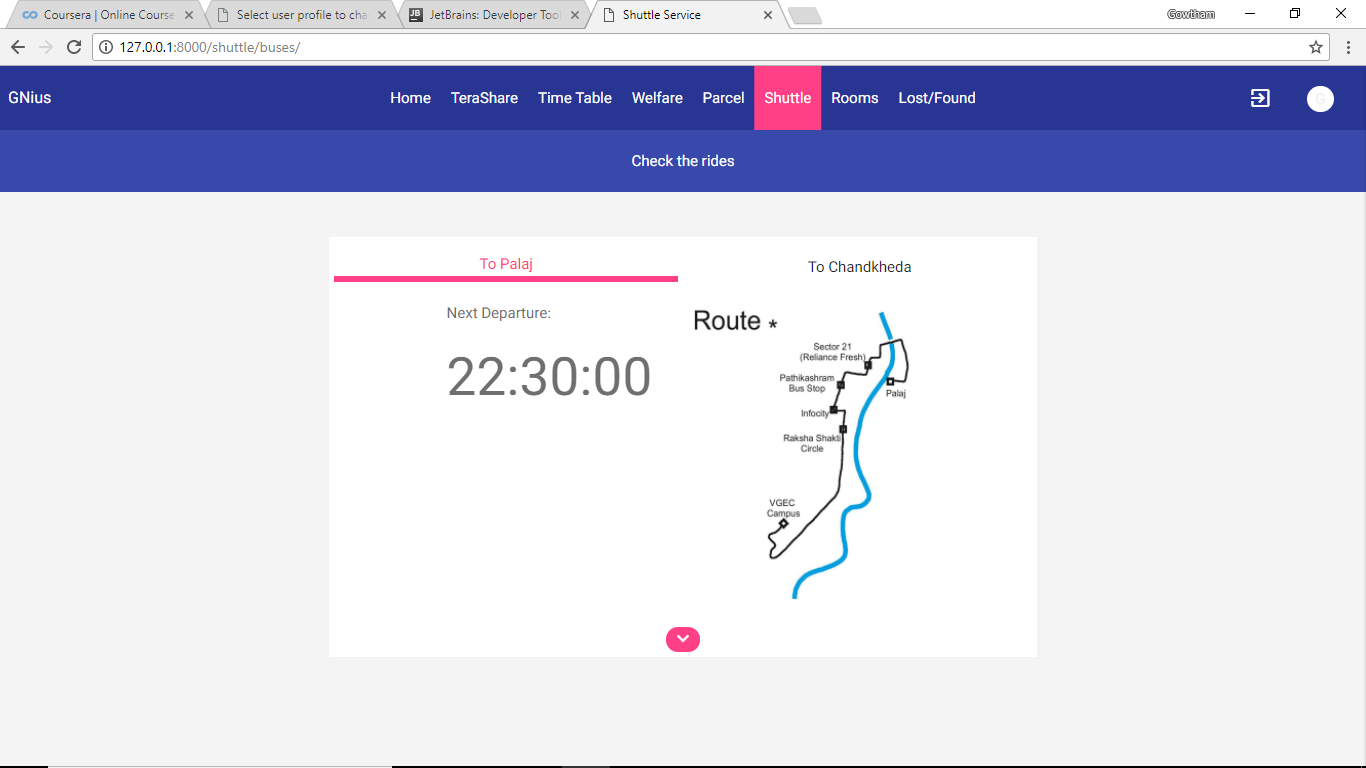 Coursera | Online Course
Select user profile to cha
JetBrains: Developer Tool
Shuttle Service
Gowtham
127.0.0.1:8000/shuttle/buses/
GNius
Home
TeraShare
Time Table
Welfare
Parcel
Shuttle
Rooms
Lost/Found
G
Check the rides
To Palaj
To Chandkheda
Next Departure:
22:30:00
Route *
Sector 21
(Reliance Fresh)
Pathikashram
Bus Stop
Palaj
Infocity
Raksha Shakti
Circle
VGEC
Campus